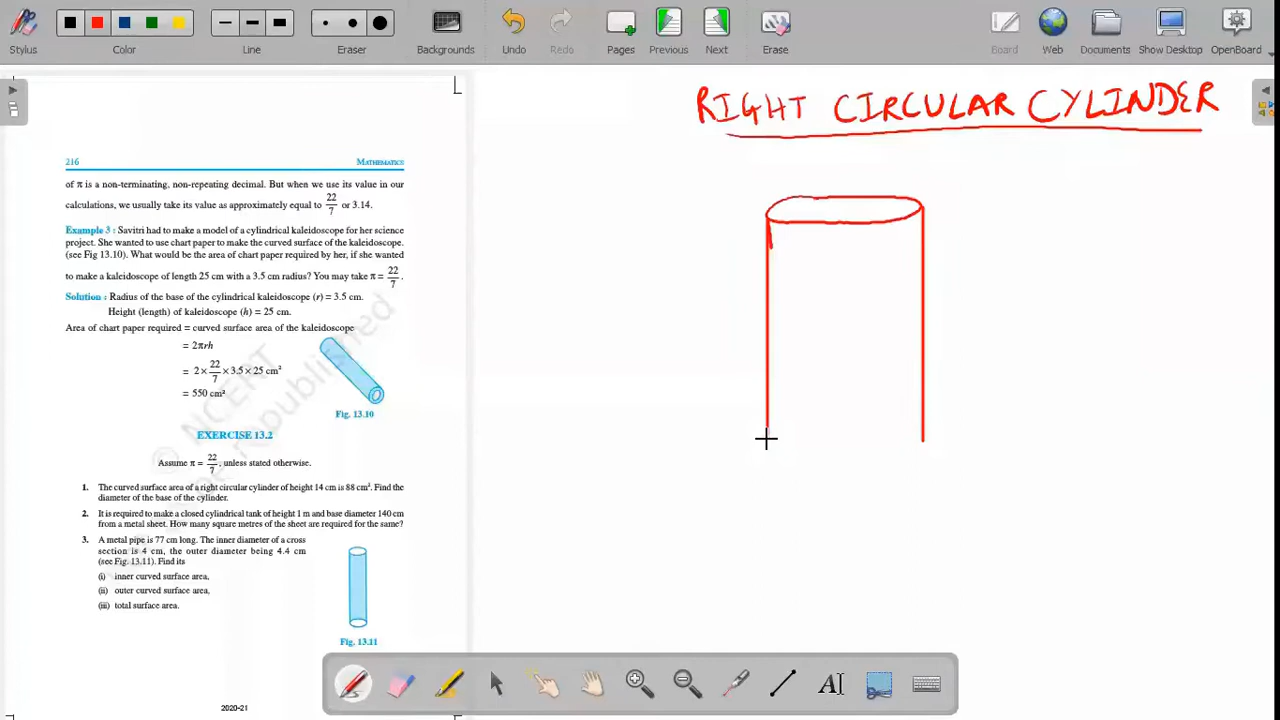 Stylus Color Line Eraser Backgrounds Undo Redo Pages Previous Next Erase Board Web Documents Show Desktop OpenBoard
RIGHT CIRCULAR CYLINDER
216 MATHEMATICS
of π is a non-terminating, non-repeating decimal. But when we use its value in our
calculations, we usually take its value as approximately equal to 22/7 or 3.14.
Example 3 : Savitri had to make a model of a cylindrical kaleidoscope for her science
project. She wanted to use chart paper to make the curved surface of the kaleidoscope.
(see Fig 13.10). What would be the area of chart paper required by her, if she wanted
to make a kaleidoscope of length 25 cm with a 3.5 cm radius? You may take π = 22/7.
Solution : Radius of the base of the cylindrical kaleidoscope (r) = 3.5 cm.
Height (length) of kaleidoscope (h) = 25 cm.
Area of chart paper required = curved surface area of the kaleidoscope
= 2πrh
= 2 × 22/7 × 3.5 × 25 cm²
= 550 cm²
Fig. 13.10
EXERCISE 13.2
Assume π = 22/7, unless stated otherwise.
1. The curved surface area of a right circular cylinder of height 14 cm is 88 cm². Find the
diameter of the base of the cylinder.
2. It is required to make a closed cylindrical tank of height 1 m and base diameter 140 cm
from a metal sheet. How many square metres of the sheet are required for the same?
3. A metal pipe is 77 cm long. The inner diameter of a cross
section is 4 cm, the outer diameter being 4.4 cm
(see Fig. 13.11). Find its
(i) inner curved surface area,
(ii) outer curved surface area,
(iii) total surface area.
Fig. 13.11
© NCERT
republished
2020-21